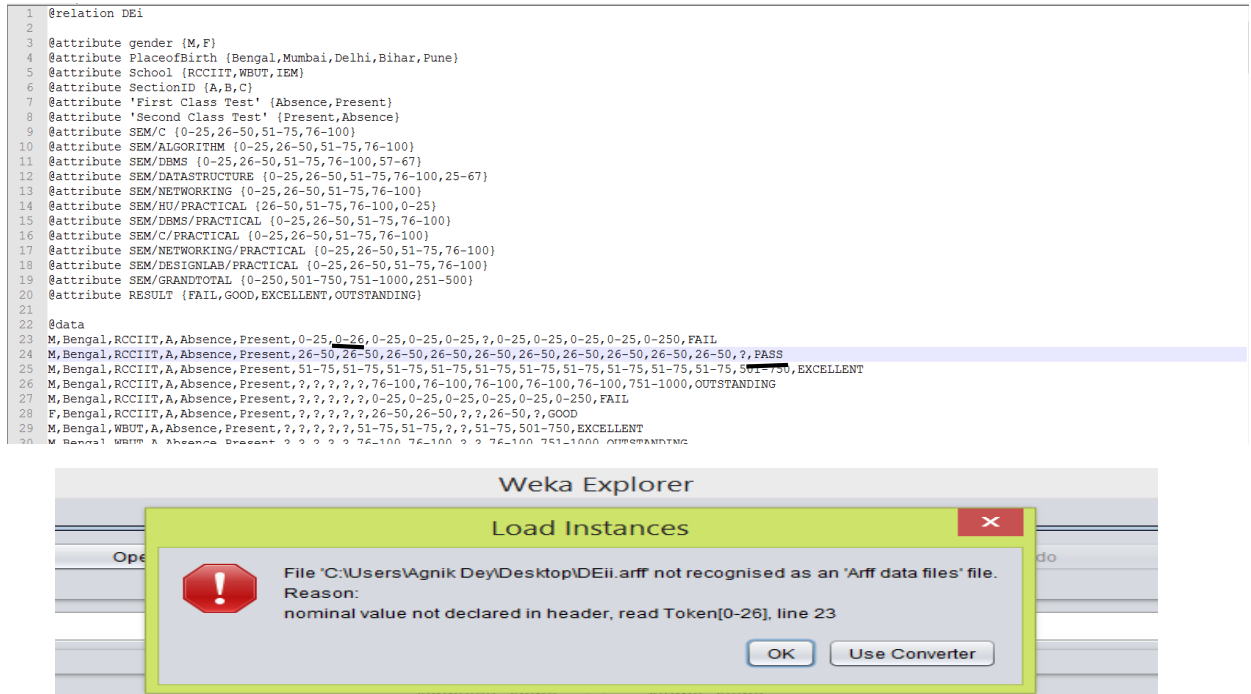 1 @relation DEi
2
3 @attribute gender {M,F}
4 @attribute PlaceofBirth {Bengal,Mumbai,Delhi,Bihar,Pune}
5 @attribute School {RCCIIT,WBUT,IEM}
6 @attribute SectionID {A,B,C}
7 @attribute 'First Class Test' {Absence,Present}
8 @attribute 'Second Class Test' {Present,Absence}
9 @attribute SEM/C {0-25,26-50,51-75,76-100}
10 @attribute SEM/ALGORITHM {0-25,26-50,51-75,76-100}
11 @attribute SEM/DBMS {0-25,26-50,51-75,76-100,57-67}
12 @attribute SEM/DATASTRUCTURE {0-25,26-50,51-75,76-100,25-67}
13 @attribute SEM/NETWORKING {0-25,26-50,51-75,76-100}
14 @attribute SEM/HU/PRACTICAL {26-50,51-75,76-100,0-25}
15 @attribute SEM/DBMS/PRACTICAL {0-25,26-50,51-75,76-100}
16 @attribute SEM/C/PRACTICAL {0-25,26-50,51-75,76-100}
17 @attribute SEM/NETWORKING/PRACTICAL {0-25,26-50,51-75,76-100}
18 @attribute SEM/DESIGNLAB/PRACTICAL {0-25,26-50,51-75,76-100}
19 @attribute SEM/GRANDTOTAL {0-250,501-750,751-1000,251-500}
20 @attribute RESULT {FAIL,GOOD,EXCELLENT,OUTSTANDING}
21
22 @data
23 M,Bengal,RCCIIT,A,Absence,Present,0-25,0-26,0-25,0-25,0-25,?,0-25,0-25,0-25,0-25,0-250,FAIL
24 M,Bengal,RCCIIT,A,Absence,Present,26-50,26-50,26-50,26-50,26-50,26-50,26-50,26-50,26-50,26-50,?,PASS
25 M,Bengal,RCCIIT,A,Absence,Present,51-75,51-75,51-75,51-75,51-75,51-75,51-75,51-75,51-75,51-75,501-750,EXCELLENT
26 M,Bengal,RCCIIT,A,Absence,Present,?,?,?,?,?,76-100,76-100,76-100,76-100,76-100,751-1000,OUTSTANDING
27 M,Bengal,RCCIIT,A,Absence,Present,?,?,?,?,?,0-25,0-25,0-25,0-25,0-25,0-250,FAIL
28 F,Bengal,RCCIIT,A,Absence,Present,?,?,?,?,?,26-50,26-50,?,?,26-50,?,GOOD
29 M,Bengal,WBUT,A,Absence,Present,?,?,?,?,?,51-75,51-75,?,?,51-75,501-750,EXCELLENT
30 M,Bengal,WBUT,A,Absence,Present,?,?,?,?,?,76-100,76-100,?,?,76-100,751-1000,OUTSTANDING
Weka Explorer
Load Instances
Ope
do
File 'C:\Users\Agnik Dey\Desktop\DEii.arff' not recognised as an 'Arff data files' file.
Reason:
nominal value not declared in header, read Token[0-26], line 23
OK Use Converter